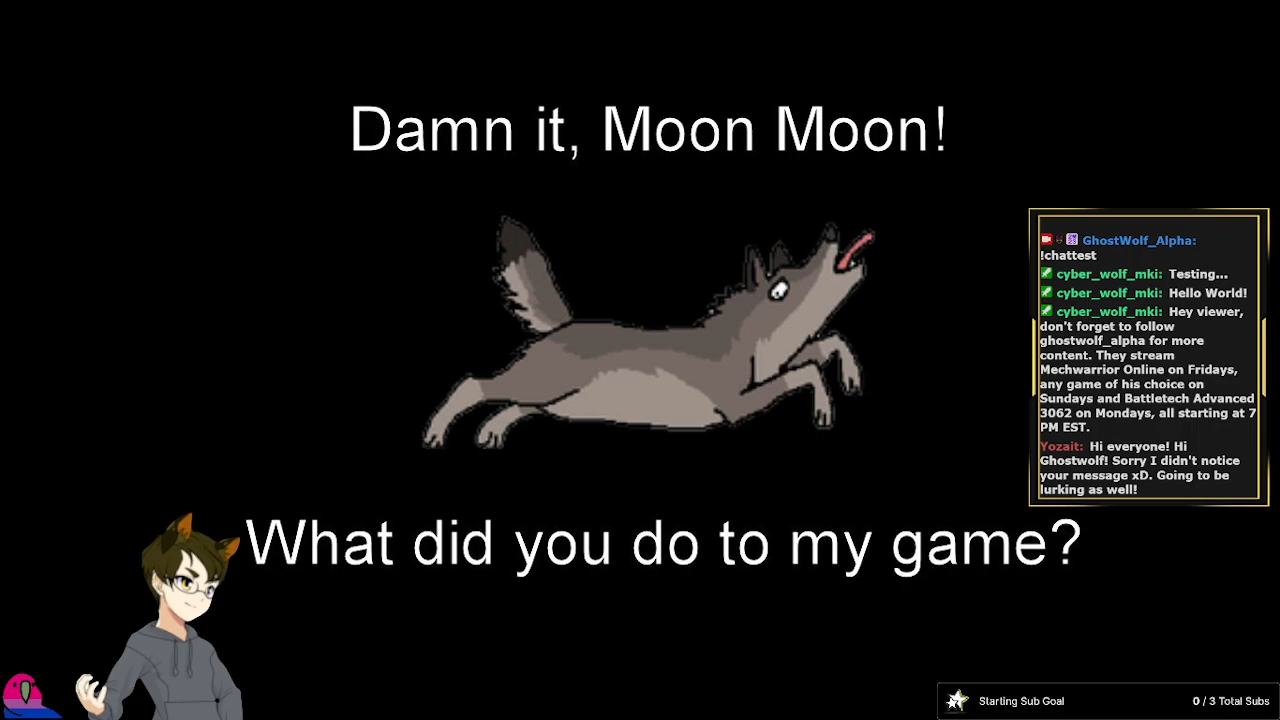 Damn it, Moon Moon!
GhostWolf_Alpha:
!chattest
cyber_wolf_mki: Testing...
cyber_wolf_mki: Hello World!
cyber_wolf_mki: Hey viewer,
don't forget to follow
ghostwolf_alpha for more
content. They stream
Mechwarrior Online on Fridays,
any game of his choice on
Sundays and Battletech Advanced
3062 on Mondays, all starting at 7
PM EST.
Yozait: Hi everyone! Hi
Ghostwolf! Sorry I didn't notice
your message xD. Going to be
lurking as well!
What did you do to my game?
Starting Sub Goal
0 / 3 Total Subs